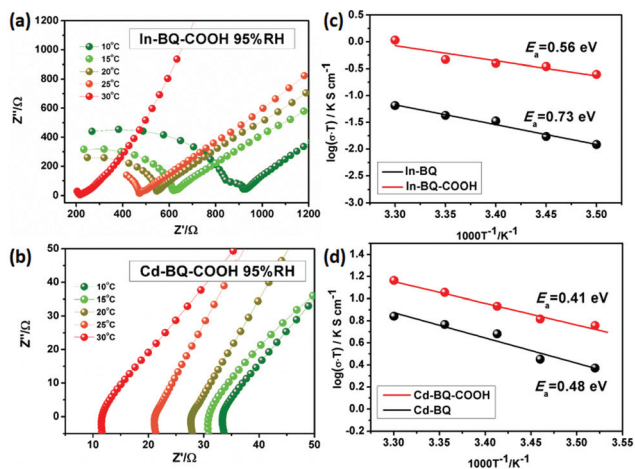 (a)
1200
1000
800
600
400
200
0
Z''/Ω
In-BQ-COOH 95%RH
10°C
15°C
20°C
25°C
30°C
0 200 400 600 800 1000 1200
Z'/Ω
(b)
50
40
30
20
10
0
Z''/Ω
Cd-BQ-COOH 95%RH
10°C
15°C
20°C
25°C
30°C
0 10 20 30 40 50
Z'/Ω
(c)
0.5
0.0
-0.5
-1.0
-1.5
-2.0
-2.5
log(σ·T) / K S cm⁻¹
Ea=0.56 eV
Ea=0.73 eV
In-BQ
In-BQ-COOH
3.30 3.35 3.40 3.45 3.50
1000T⁻¹/K⁻¹
(d)
1.6
1.4
1.2
1.0
0.8
0.6
0.4
0.2
0.0
log(σ·T) / K S cm⁻¹
Ea=0.41 eV
Ea=0.48 eV
Cd-BQ-COOH
Cd-BQ
3.30 3.35 3.40 3.45 3.50 3.55
1000T⁻¹/K⁻¹